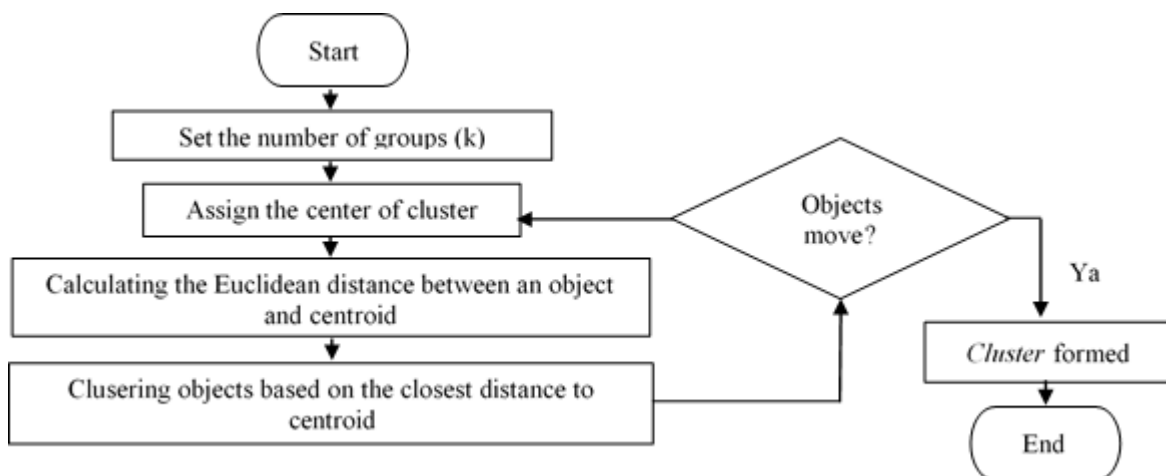 Start
Set the number of groups (k)
Assign the center of cluster
Calculating the Euclidean distance between an object
and centroid
Clusering objects based on the closest distance to
centroid
Objects
move?
Ya
Cluster formed
End